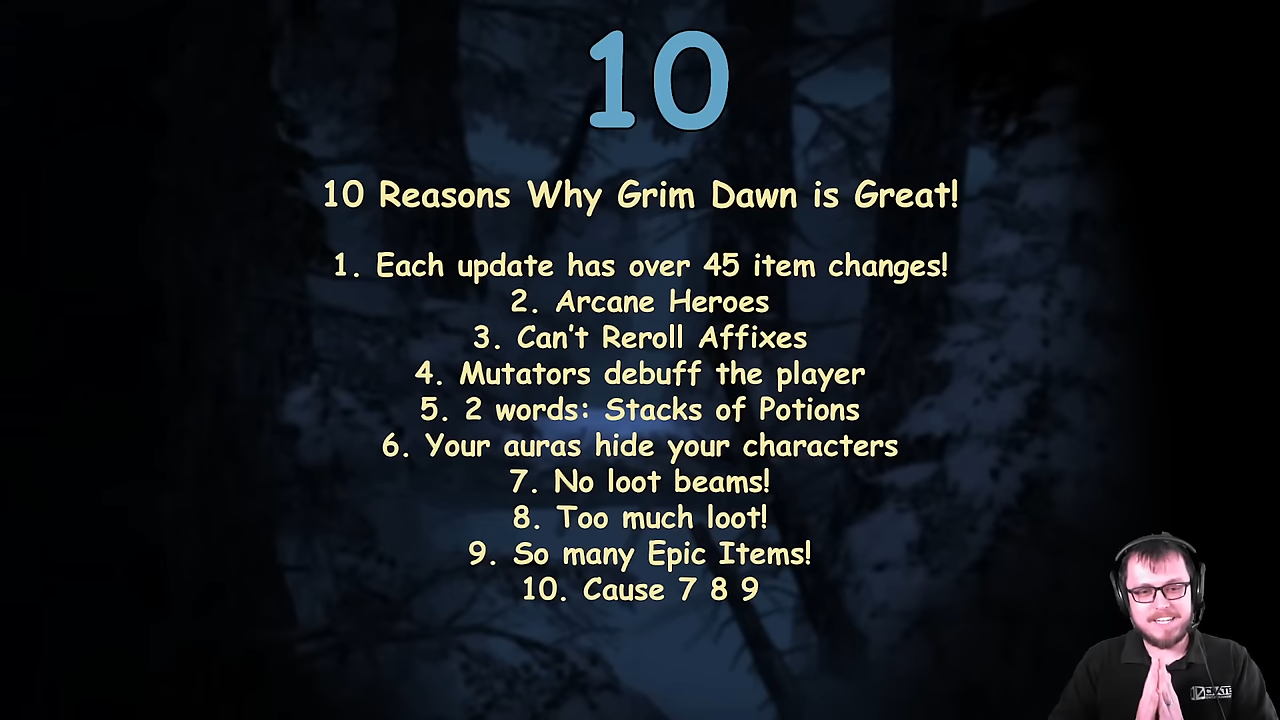 10
10 Reasons Why Grim Dawn is Great!
1. Each update has over 45 item changes!
2. Arcane Heroes
3. Can't Reroll Affixes
4. Mutators debuff the player
5. 2 words: Stacks of Potions
6. Your auras hide your characters
7. No loot beams!
8. Too much loot!
9. So many Epic Items!
10. Cause 7 8 9